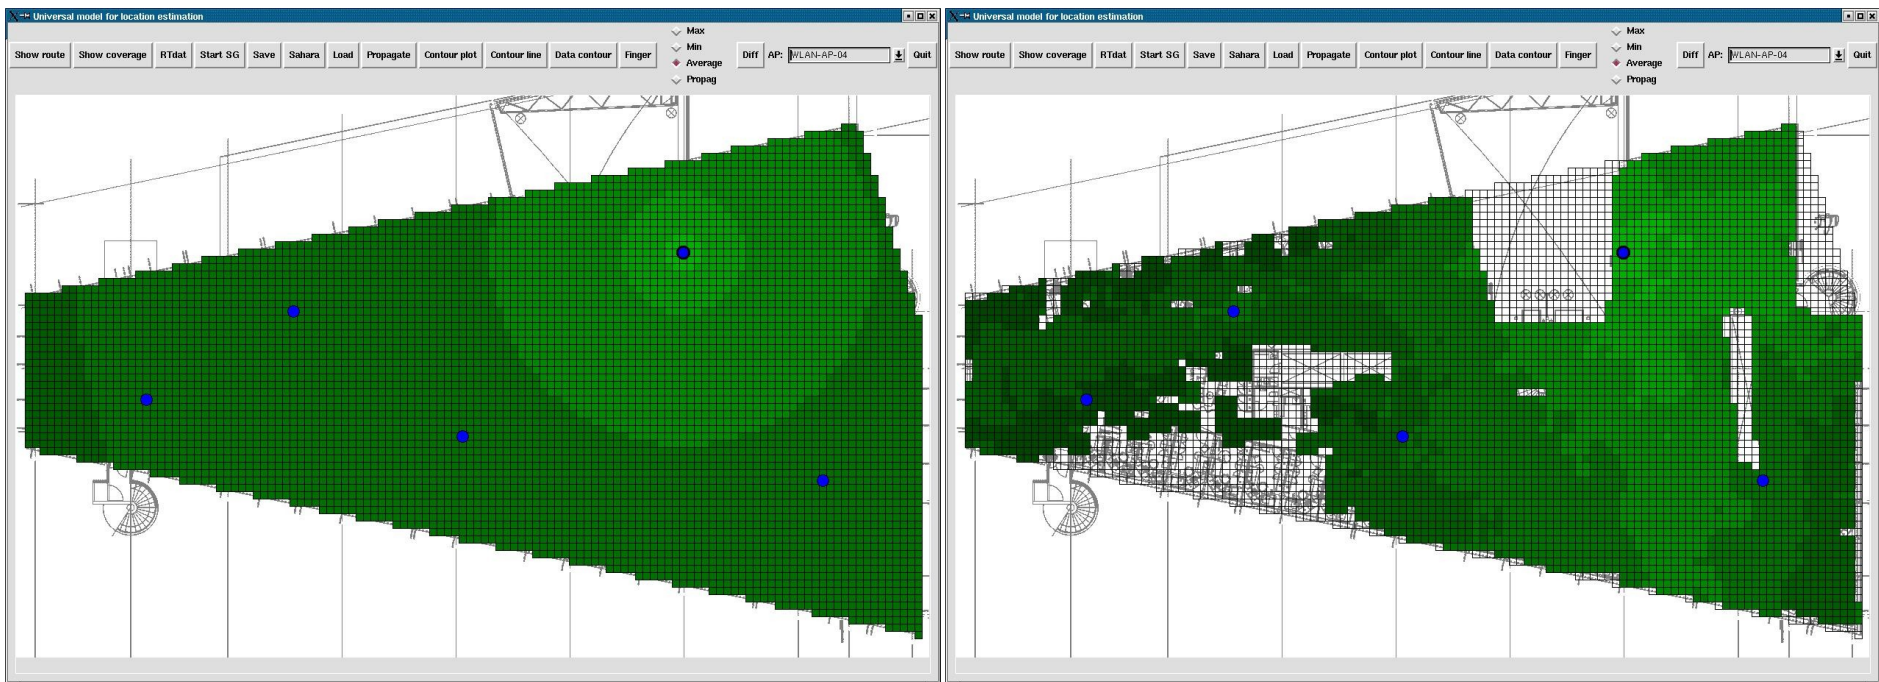 Universal model for location estimation
Show route Show coverage RTdat Start SG Save Sahara Load Propagate Contour plot Contour line Data contour Finger
Max
Min
Average
Propag
Diff AP: WLAN-AP-04 Quit
Universal model for location estimation
Show route Show coverage RTdat Start SG Save Sahara Load Propagate Contour plot Contour line Data contour Finger
Max
Min
Average
Propag
Diff AP: WLAN-AP-04 Quit